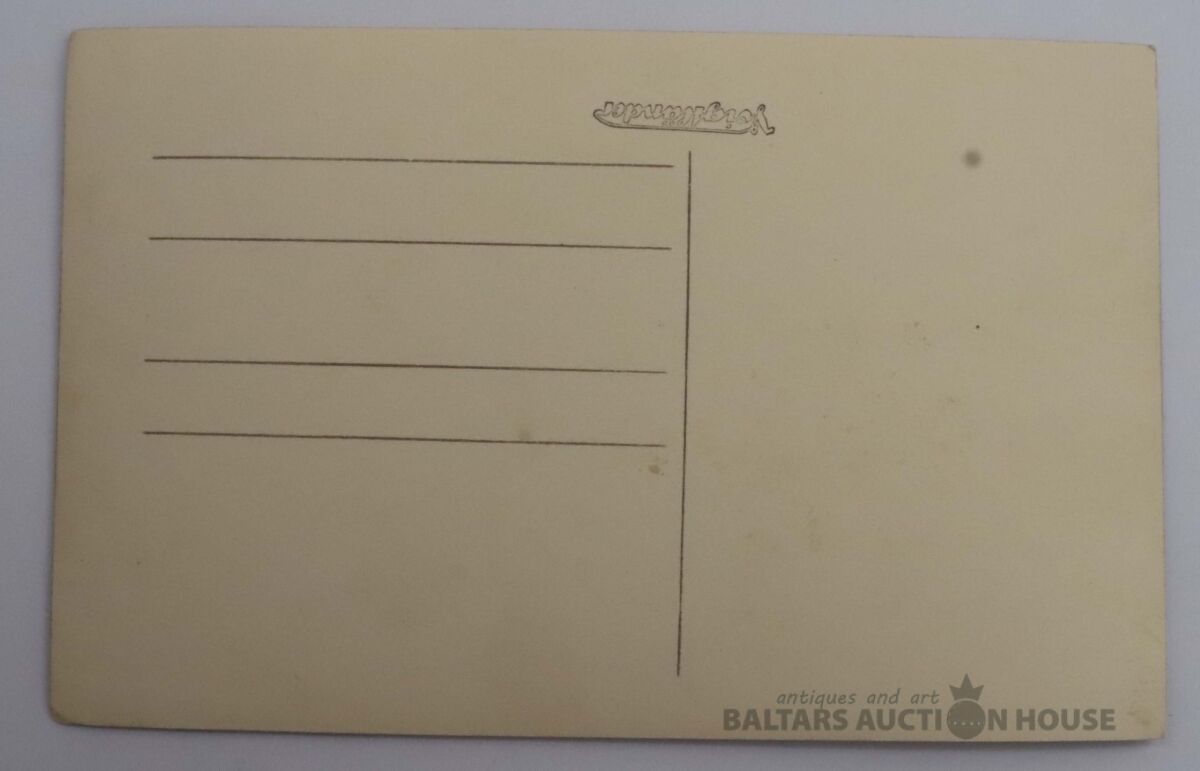 Voigtländer
antiques and art
BALTARS AUCTION HOUSE